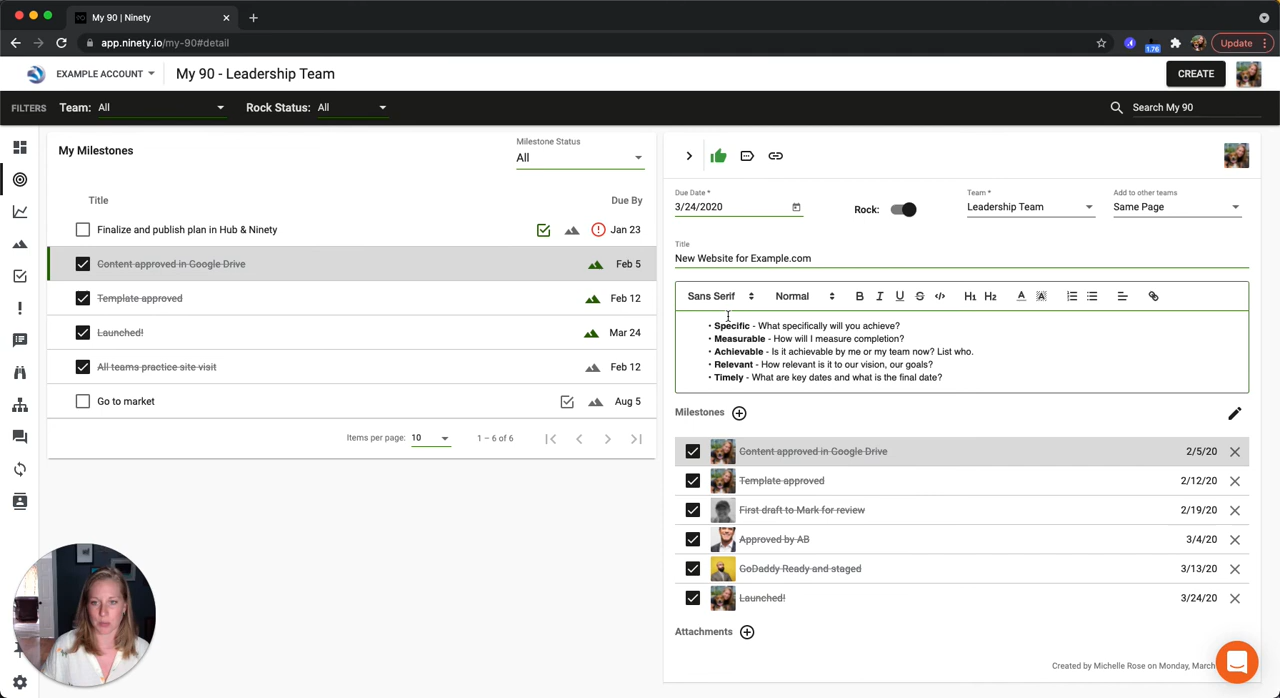 My 90 | Ninety
app.ninety.io/my-90#detail
1.76
Update
EXAMPLE ACCOUNT
My 90 - Leadership Team
CREATE
FILTERS
Team: All
Rock Status: All
Search My 90
My Milestones
Milestone Status
All
Title
Due By
Finalize and publish plan in Hub & Ninety
Jan 23
Content approved in Google Drive
Feb 5
Template approved
Feb 12
Launched!
Mar 24
All teams practice site visit
Feb 12
Go to market
Aug 5
Items per page: 10
1 – 6 of 6
Due Date *
3/24/2020
Rock:
Team *
Leadership Team
Add to other teams
Same Page
Title
New Website for Example.com
Sans Serif
Normal
B I U S </> H1 H2 A A
• Specific - What specifically will you achieve?
• Measurable - How will I measure completion?
• Achievable - Is it achievable by me or my team now? List who.
• Relevant - How relevant is it to our vision, our goals?
• Timely - What are key dates and what is the final date?
Milestones
Content approved in Google Drive
2/5/20
Template approved
2/12/20
First draft to Mark for review
2/19/20
Approved by AB
3/4/20
GoDaddy Ready and staged
3/13/20
Launched!
3/24/20
Attachments
Created by Michelle Rose on Monday, March